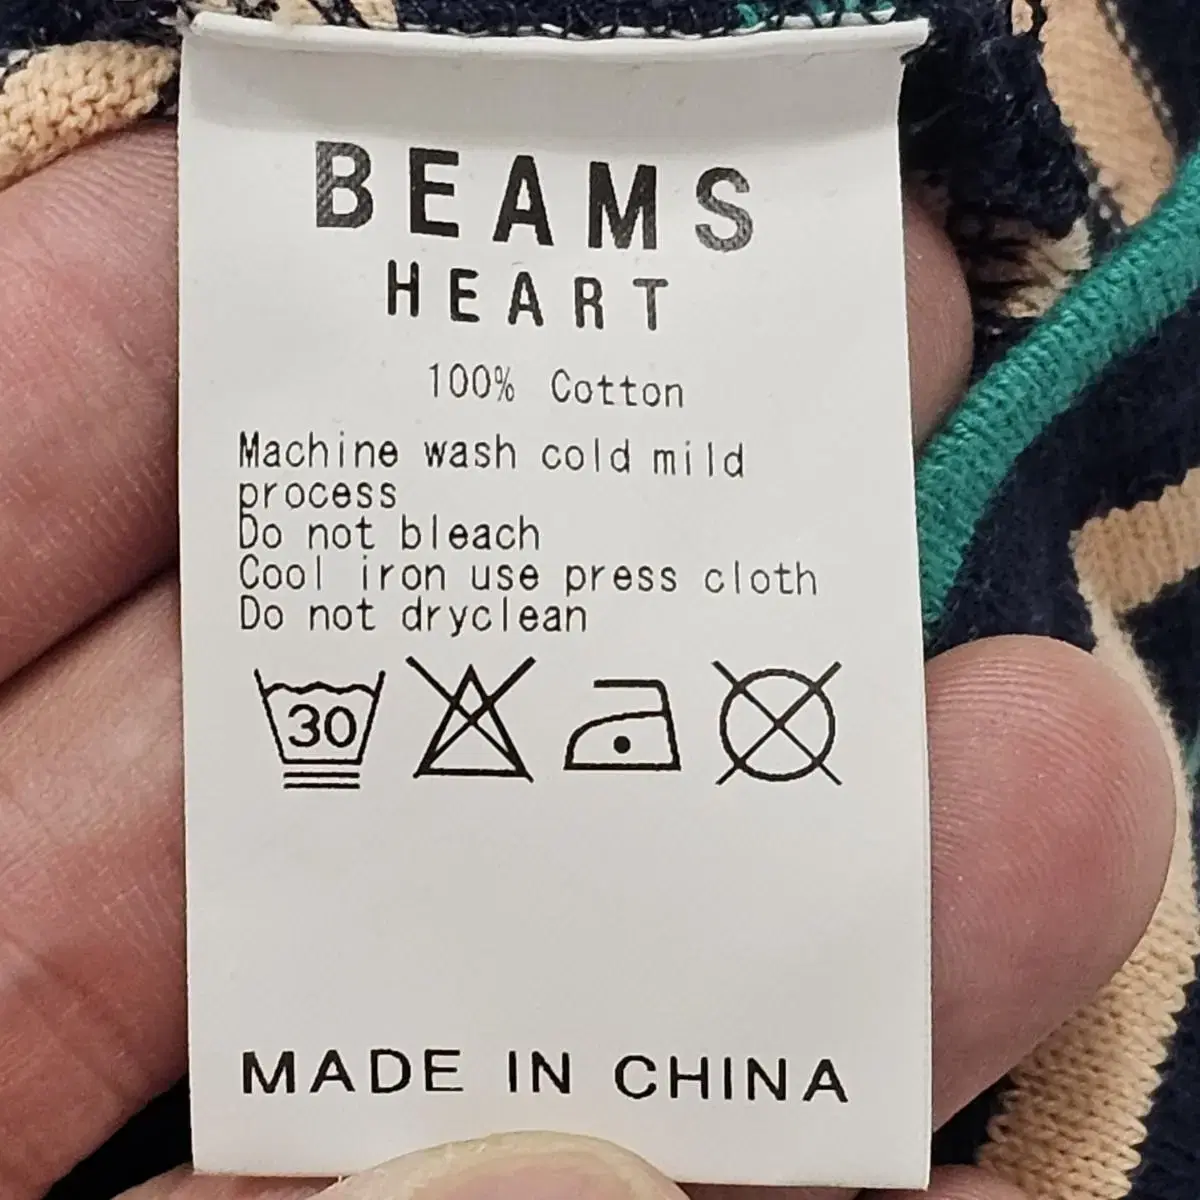 BEAMS
HEART
100% Cotton
Machine wash cold mild
process
Do not bleach
Cool iron use press cloth
Do not dryclean
30
MADE IN CHINA